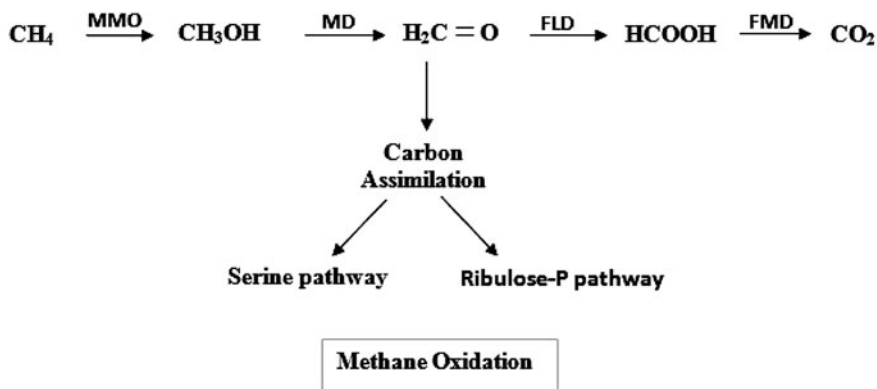 CH₄ MMO CH₃OH MD H₂C = O FLD HCOOH FMD CO₂
Carbon
Assimilation
Serine pathway Ribulose-P pathway
Methane Oxidation